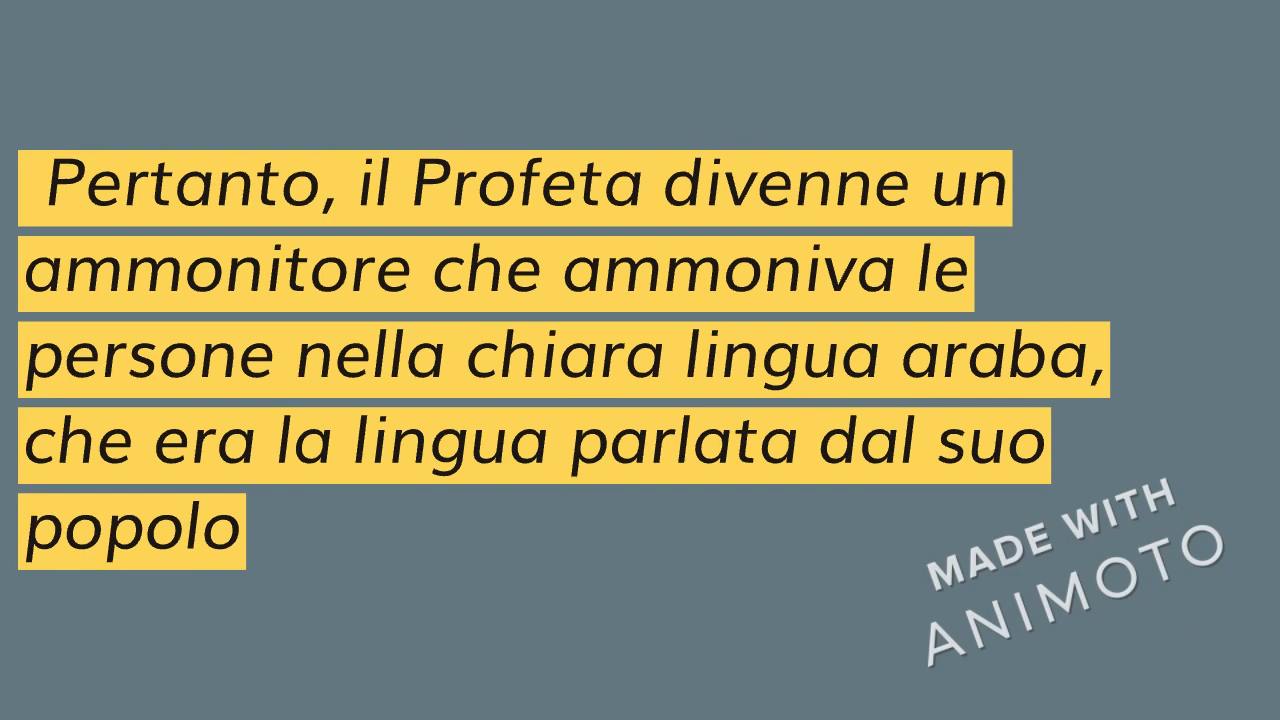 Pertanto, il Profeta divenne un
ammonitore che ammoniva le
persone nella chiara lingua araba,
che era la lingua parlata dal suo
popolo
MADE WITH
ANIMOTO